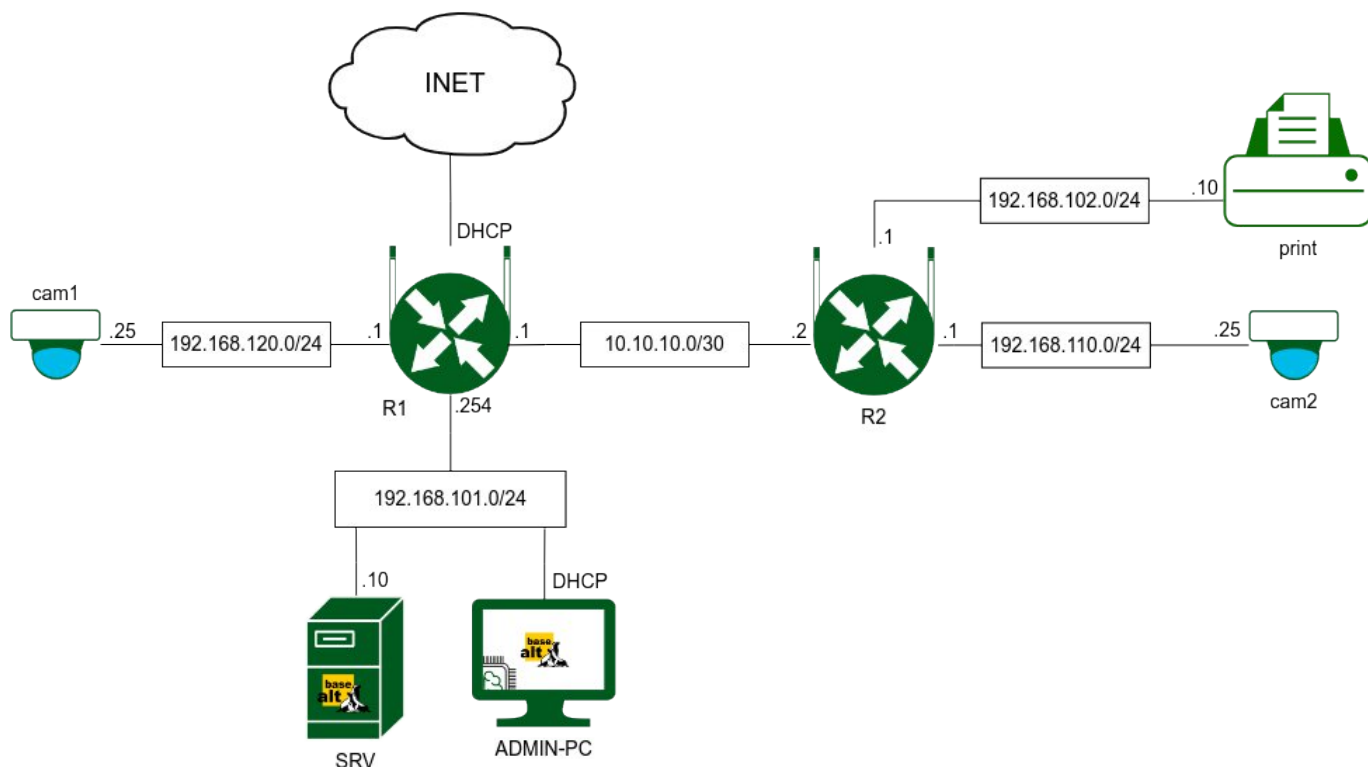 INET
DHCP
cam1
.25
192.168.120.0/24
.1
R1
.254
.1
10.10.10.0/30
.2
R2
.1
192.168.102.0/24
.10
print
.1
192.168.110.0/24
.25
cam2
192.168.101.0/24
.10
base
alt
SRV
DHCP
base
alt
ADMIN-PC